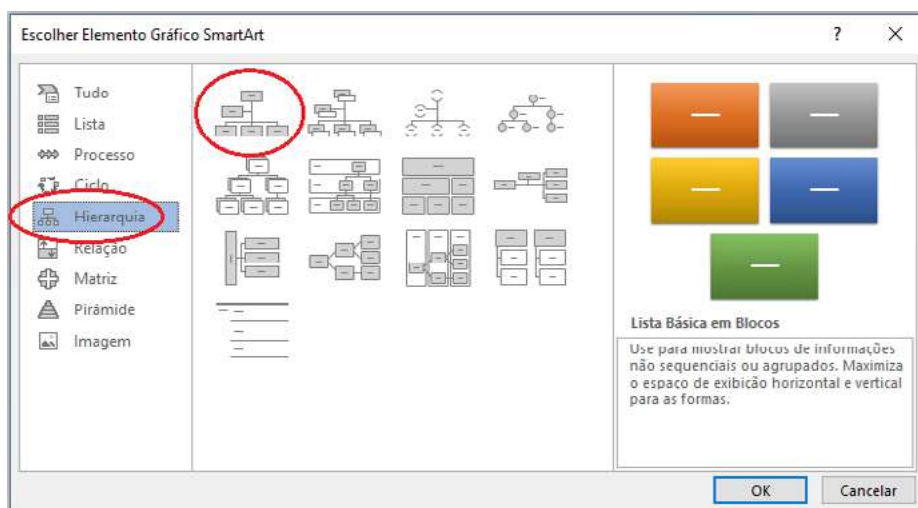 Escolher Elemento Gráfico SmartArt ? X
Tudo
Lista
Processo
Ciclo
Hierarquia
Relação
Matriz
Pirâmide
Imagem
Lista Básica em Blocos
Use para mostrar blocos de informações
não sequenciais ou agrupados. Maximiza
o espaço de exibição horizontal e vertical
para as formas.
OK Cancelar